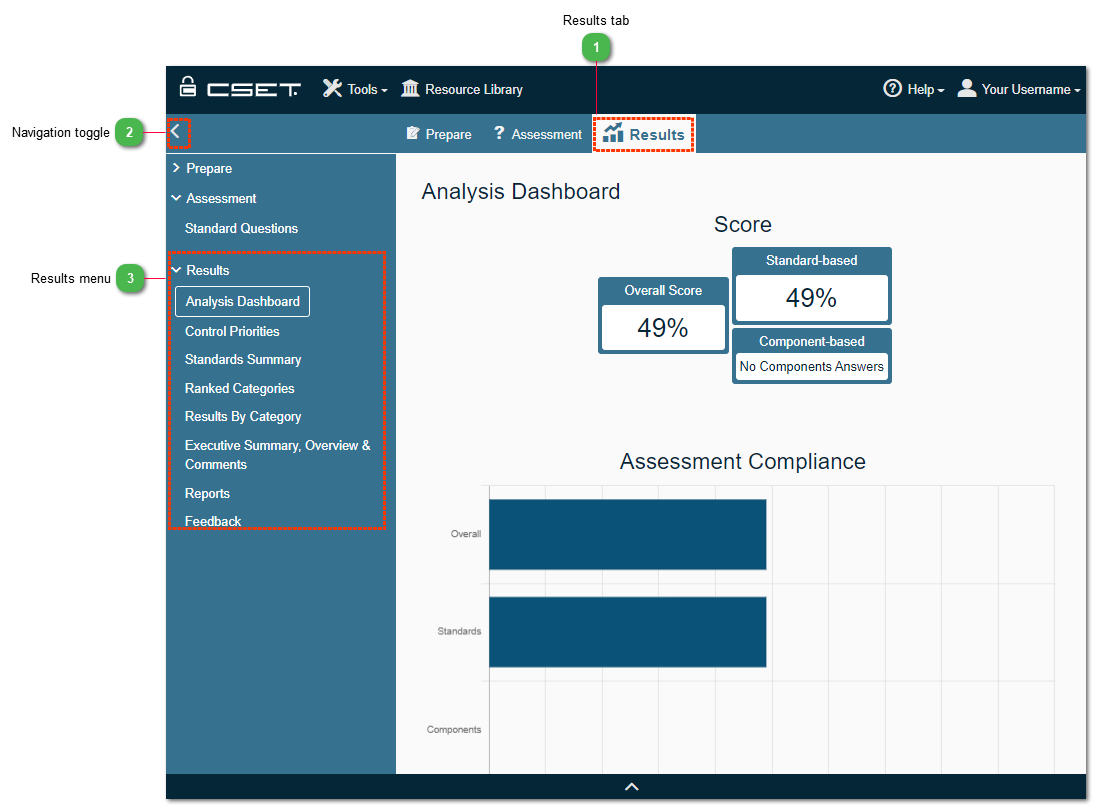 Results tab
1
CSET
Tools
Resource Library
Help
Your Username
Navigation toggle
2
Prepare
? Assessment
Results
Prepare
Assessment
Standard Questions
Results menu
3
Results
Analysis Dashboard
Control Priorities
Standards Summary
Ranked Categories
Results By Category
Executive Summary, Overview &
Comments
Reports
Feedback
Analysis Dashboard
Score
Overall Score
49%
Standard-based
49%
Component-based
No Components Answers
Assessment Compliance
Overall
Standards
Components